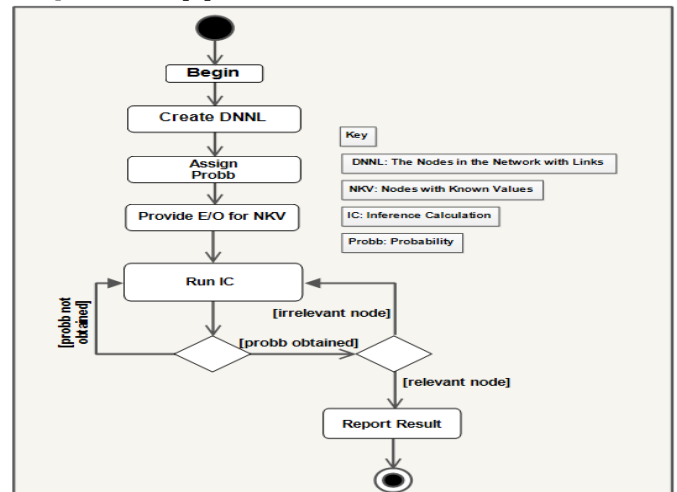 Begin
Create DNNL
Assign
Probb
Provide E/O for NKV
Run IC
Key
DNNL: The Nodes in the Network with Links
NKV: Nodes with Known Values
IC: Inference Calculation
Probb: Probability
[probb not
obtained]
[irrelevant node]
[probb obtained]
[relevant node]
Report Result